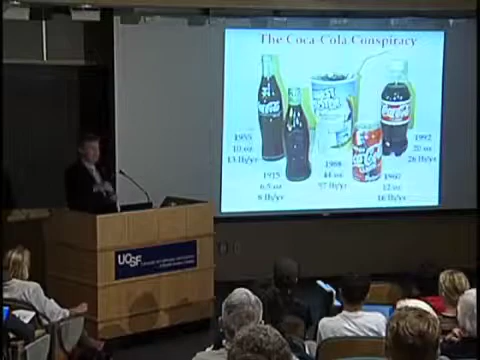 The Coca-Cola Conspiracy
1955
10 oz
13 lb/yr
1915
6.5 oz
8 lb/yr
1988
44 oz
57 lb/yr
1960
12 oz
16 lb/yr
1992
20 oz
26 lb/yr
UCSF